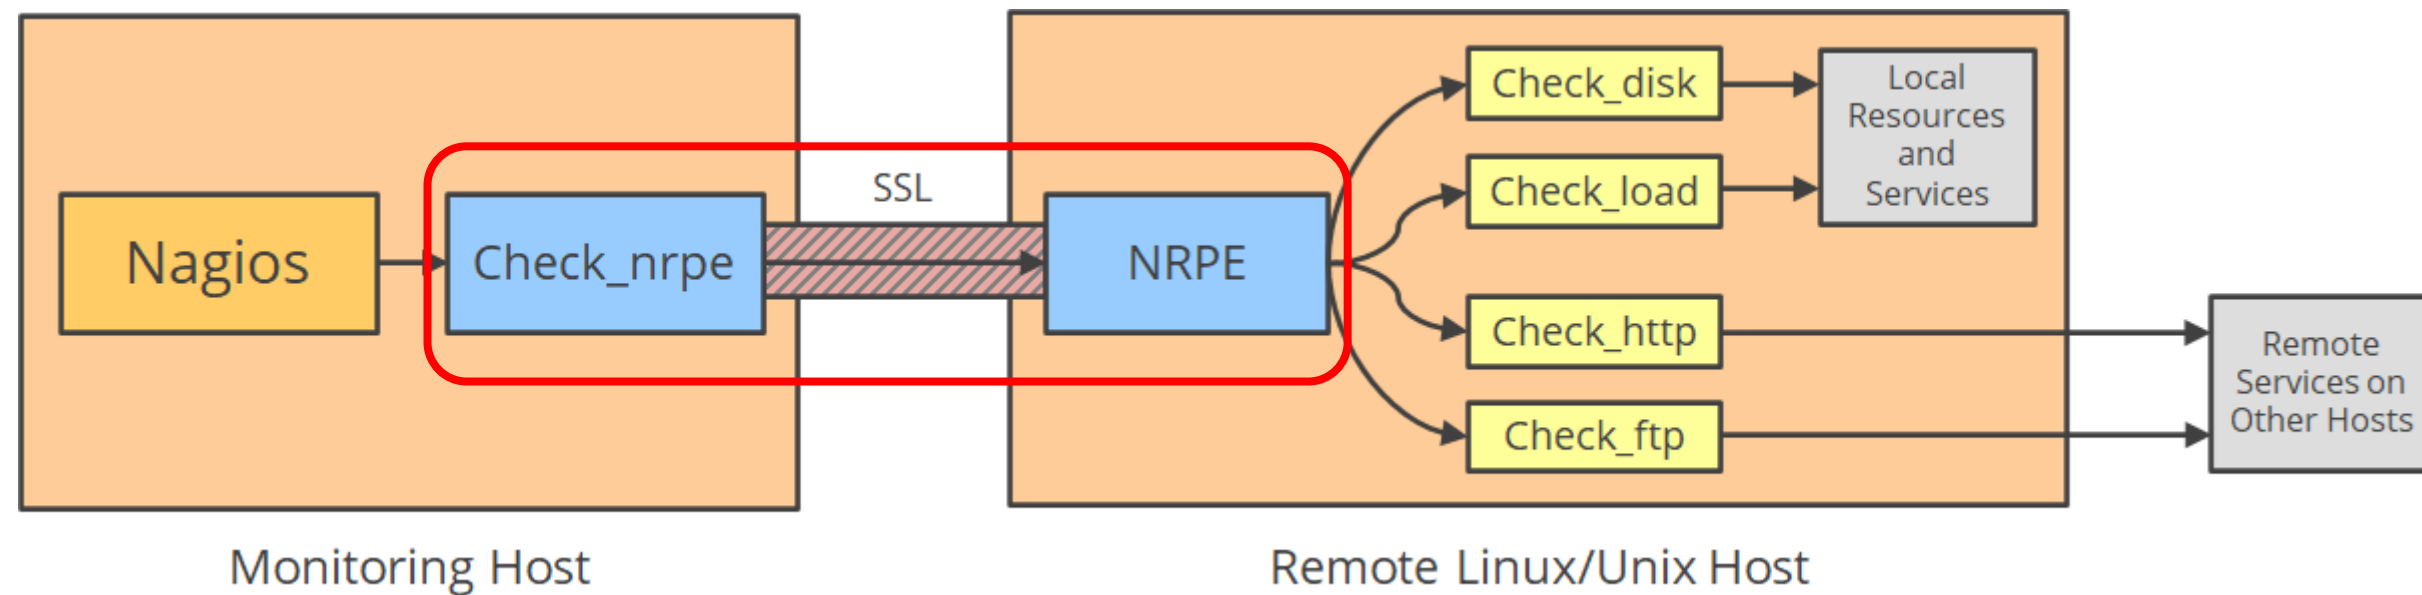 Nagios
Check_nrpe
SSL
NRPE
Check_disk
Check_load
Check_http
Check_ftp
Local
Resources
and
Services
Remote
Services on
Other Hosts
Monitoring Host
Remote Linux/Unix Host